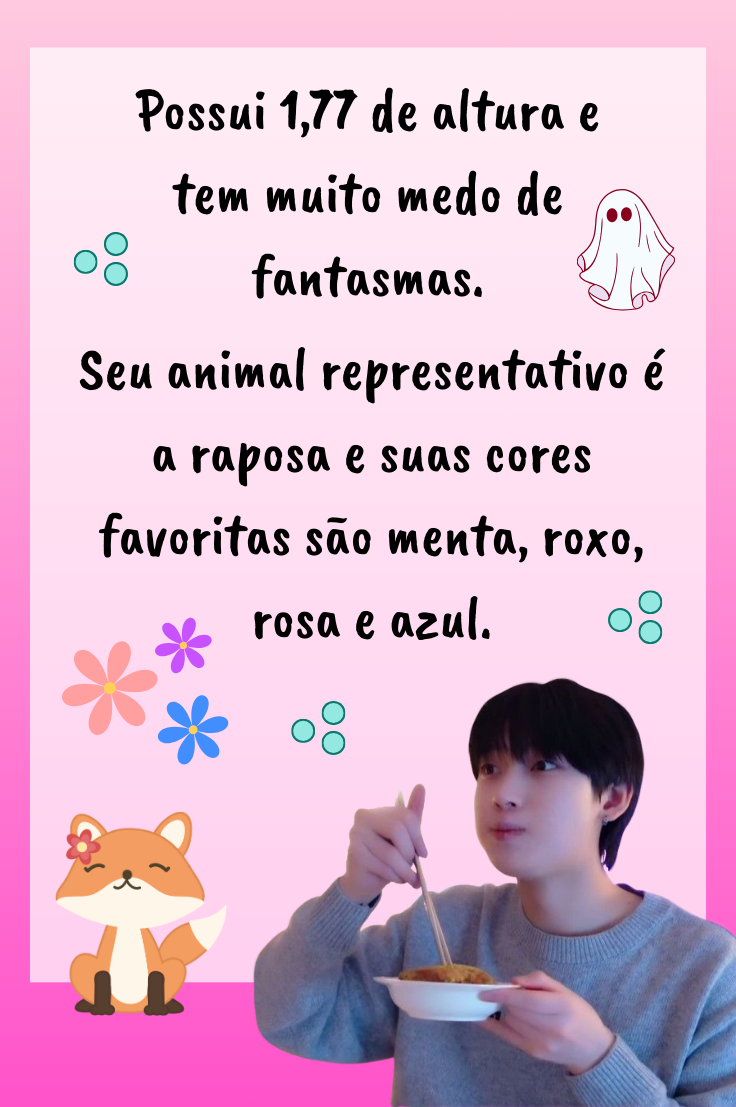 Possui 1,77 de altura e
tem muito medo de
fantasmas.
Seu animal representativo é
a raposa e suas cores
favoritas são menta, roxo,
rosa e azul.